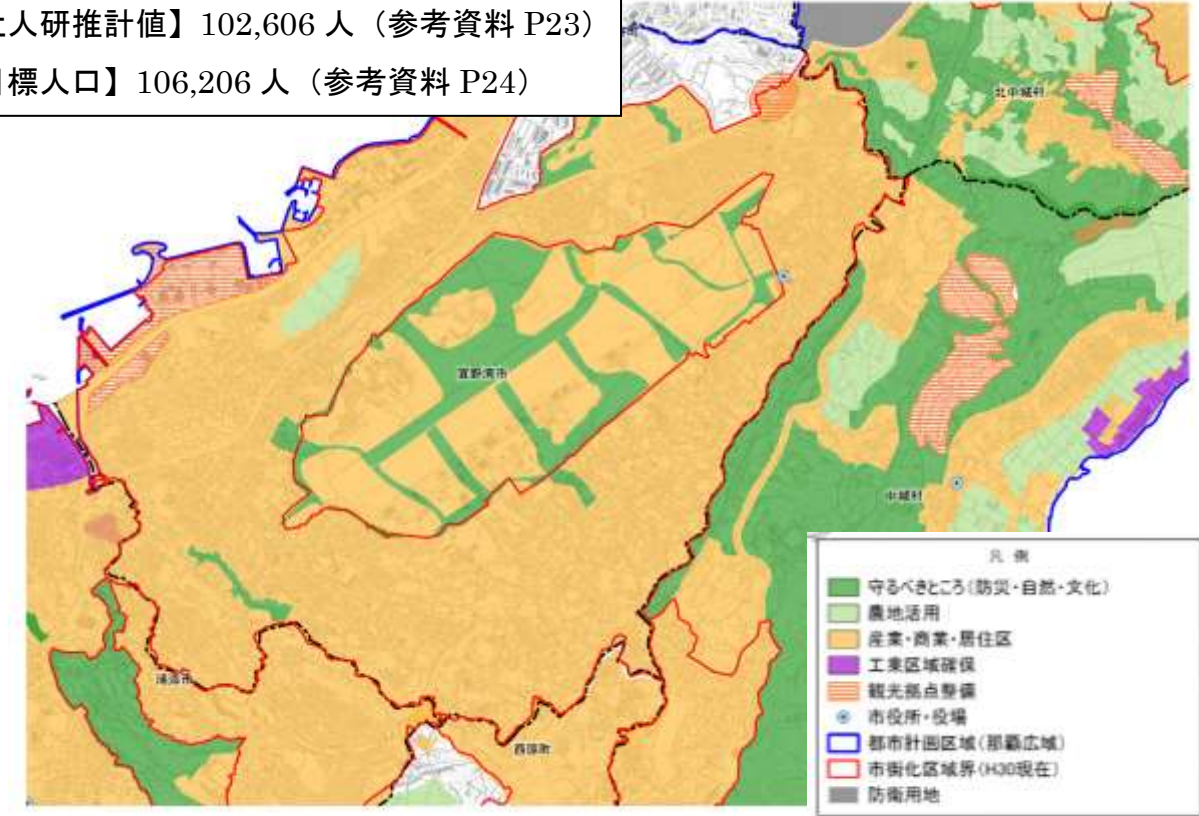 社人研推計値】102,606 人（参考資料 P23）
目標人口】106,206 人（参考資料 P24）
北中城村
宜野湾市
中城村
浦添市
西原町
凡 例
守るべきところ(防災・自然・文化)
農地活用
産業・商業・居住区
工業区域確保
観光拠点整備
市役所・役場
都市計画区域(那覇広域)
市街化区域界(H30現在)
防衛用地